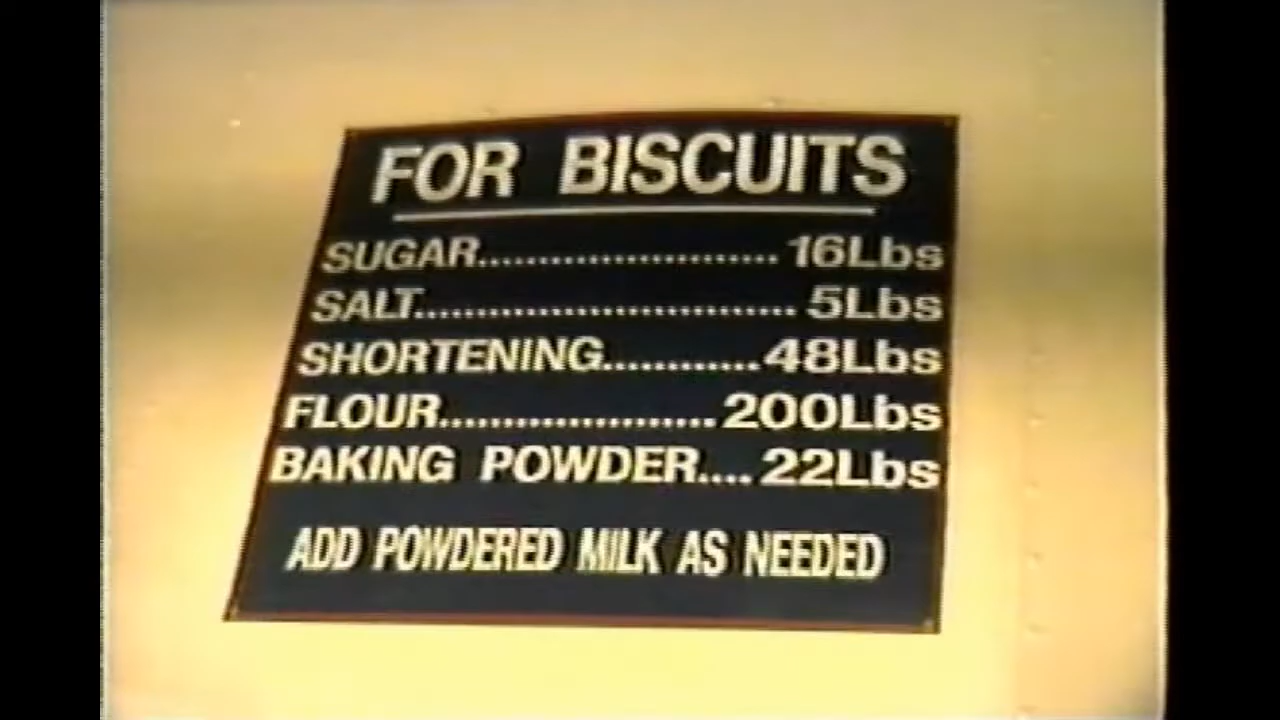 FOR BISCUITS
SUGAR........................ 16Lbs
SALT.............................. 5Lbs
SHORTENING............48Lbs
FLOUR......................200Lbs
BAKING POWDER....22Lbs
ADD POWDERED MILK AS NEEDED